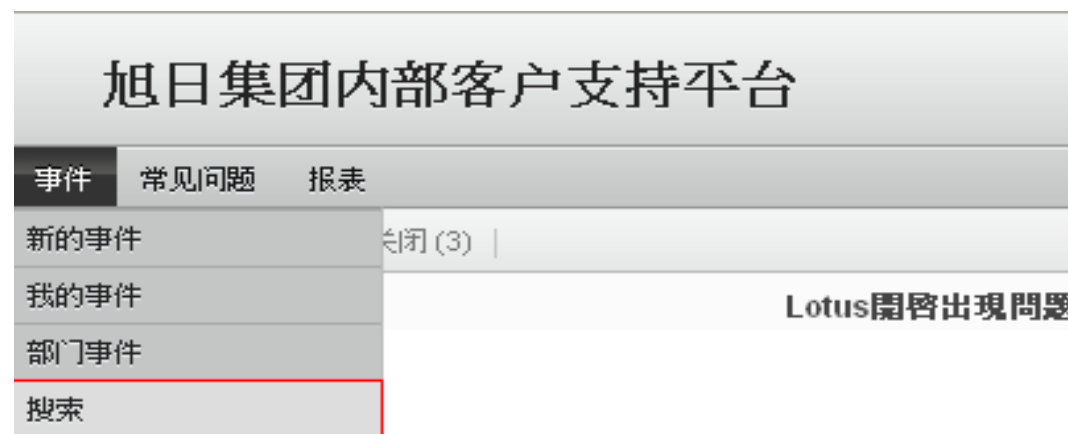 旭日集团内部客户支持平台
事件 常见问题 报表
新的事件 关闭 (3) |
我的事件 Lotus開啓出現問題
部门事件
搜索